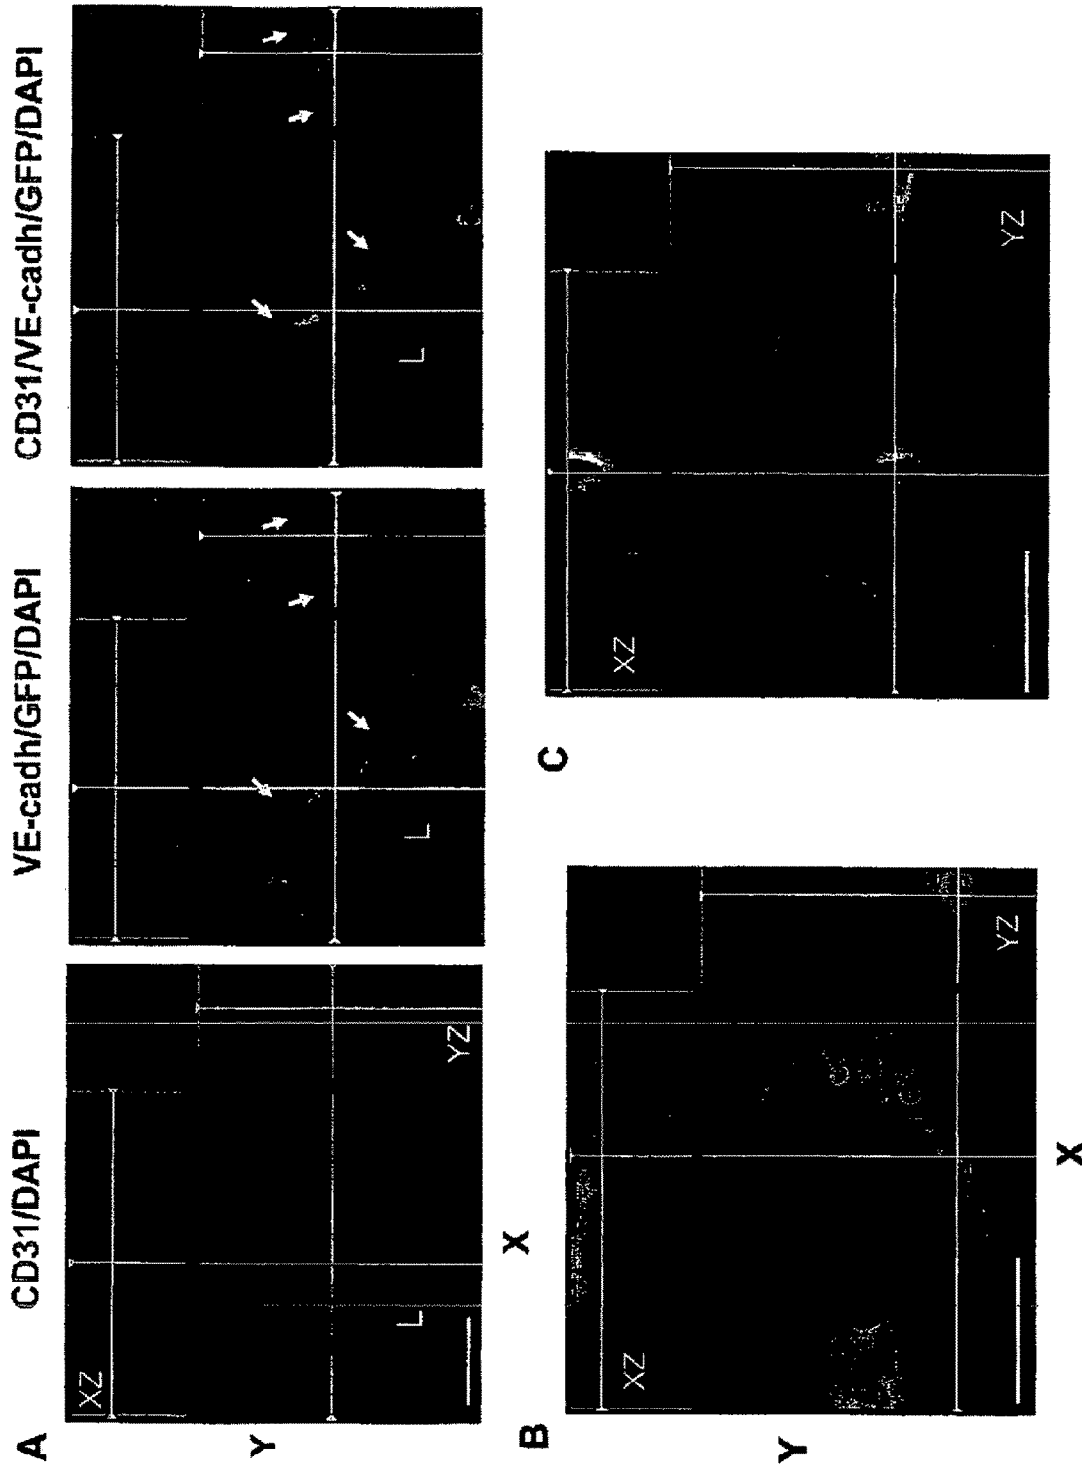 A
CD31/DAPI
VE-cadh/GFP/DAPI
CD31/VE-cadh/GFP/DAPI
XZ
Y
L
YZ
L
L
X
B
C
XZ
Y
YZ
XZ
YZ
X